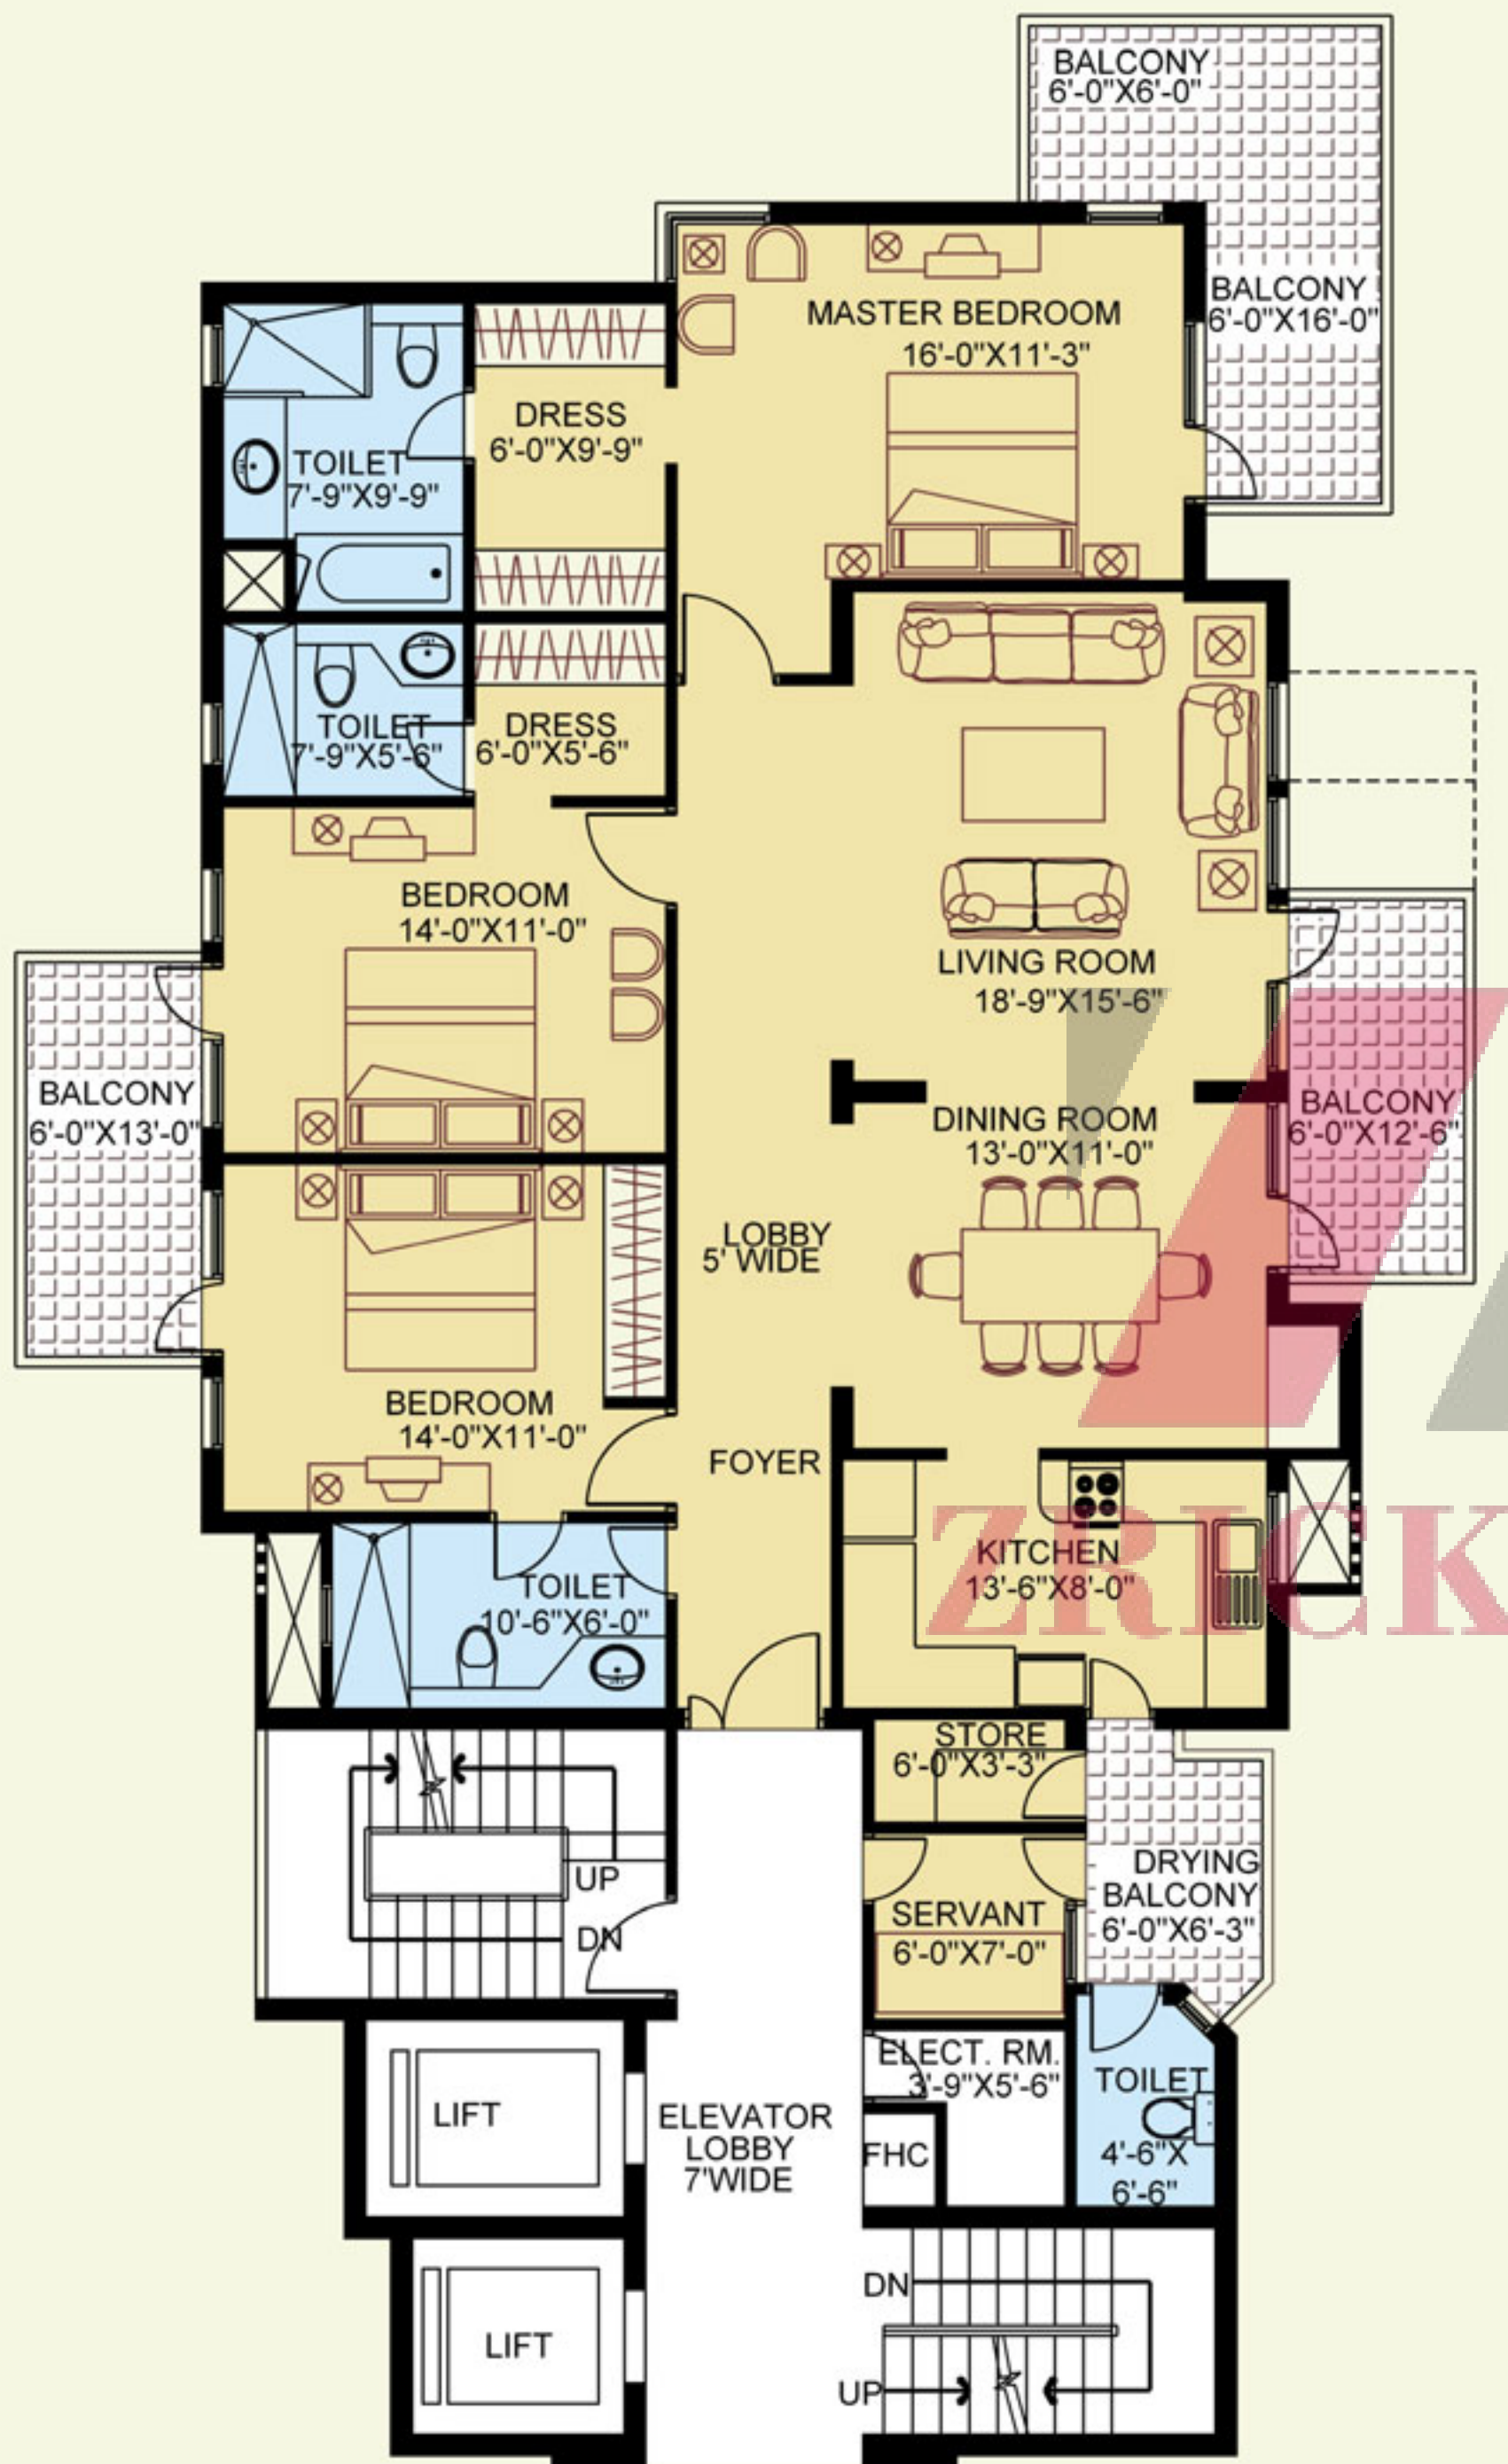 BALCONY
6'-0"X6'-0"
BALCONY
6'-0"X16'-0"
MASTER BEDROOM
16'-0"X11'-3"
DRESS
6'-0"X9'-9"
TOILET
7'-9"X9'-9"
TOILET
7'-9"X5'-6"
DRESS
6'-0"X5'-6"
BEDROOM
14'-0"X11'-0"
LIVING ROOM
18'-9"X15'-6"
BALCONY
6'-0"X13'-0"
BALCONY
6'-0"X12'-6"
DINING ROOM
13'-0"X11'-0"
LOBBY
5' WIDE
BEDROOM
14'-0"X11'-0"
FOYER
KITCHEN
13'-6"X8'-0"
ZRICK
TOILET
10'-6"X6'-0"
STORE
6'-0"X3'-3"
UP
DN
DRYING
BALCONY
6'-0"X6'-3"
SERVANT
6'-0"X7'-0"
ELECT. RM.
3'-9"X5'-6"
TOILET
4'-6"X
6'-6"
LIFT
ELEVATOR
LOBBY
7'WIDE
FHC
DN
LIFT
UP